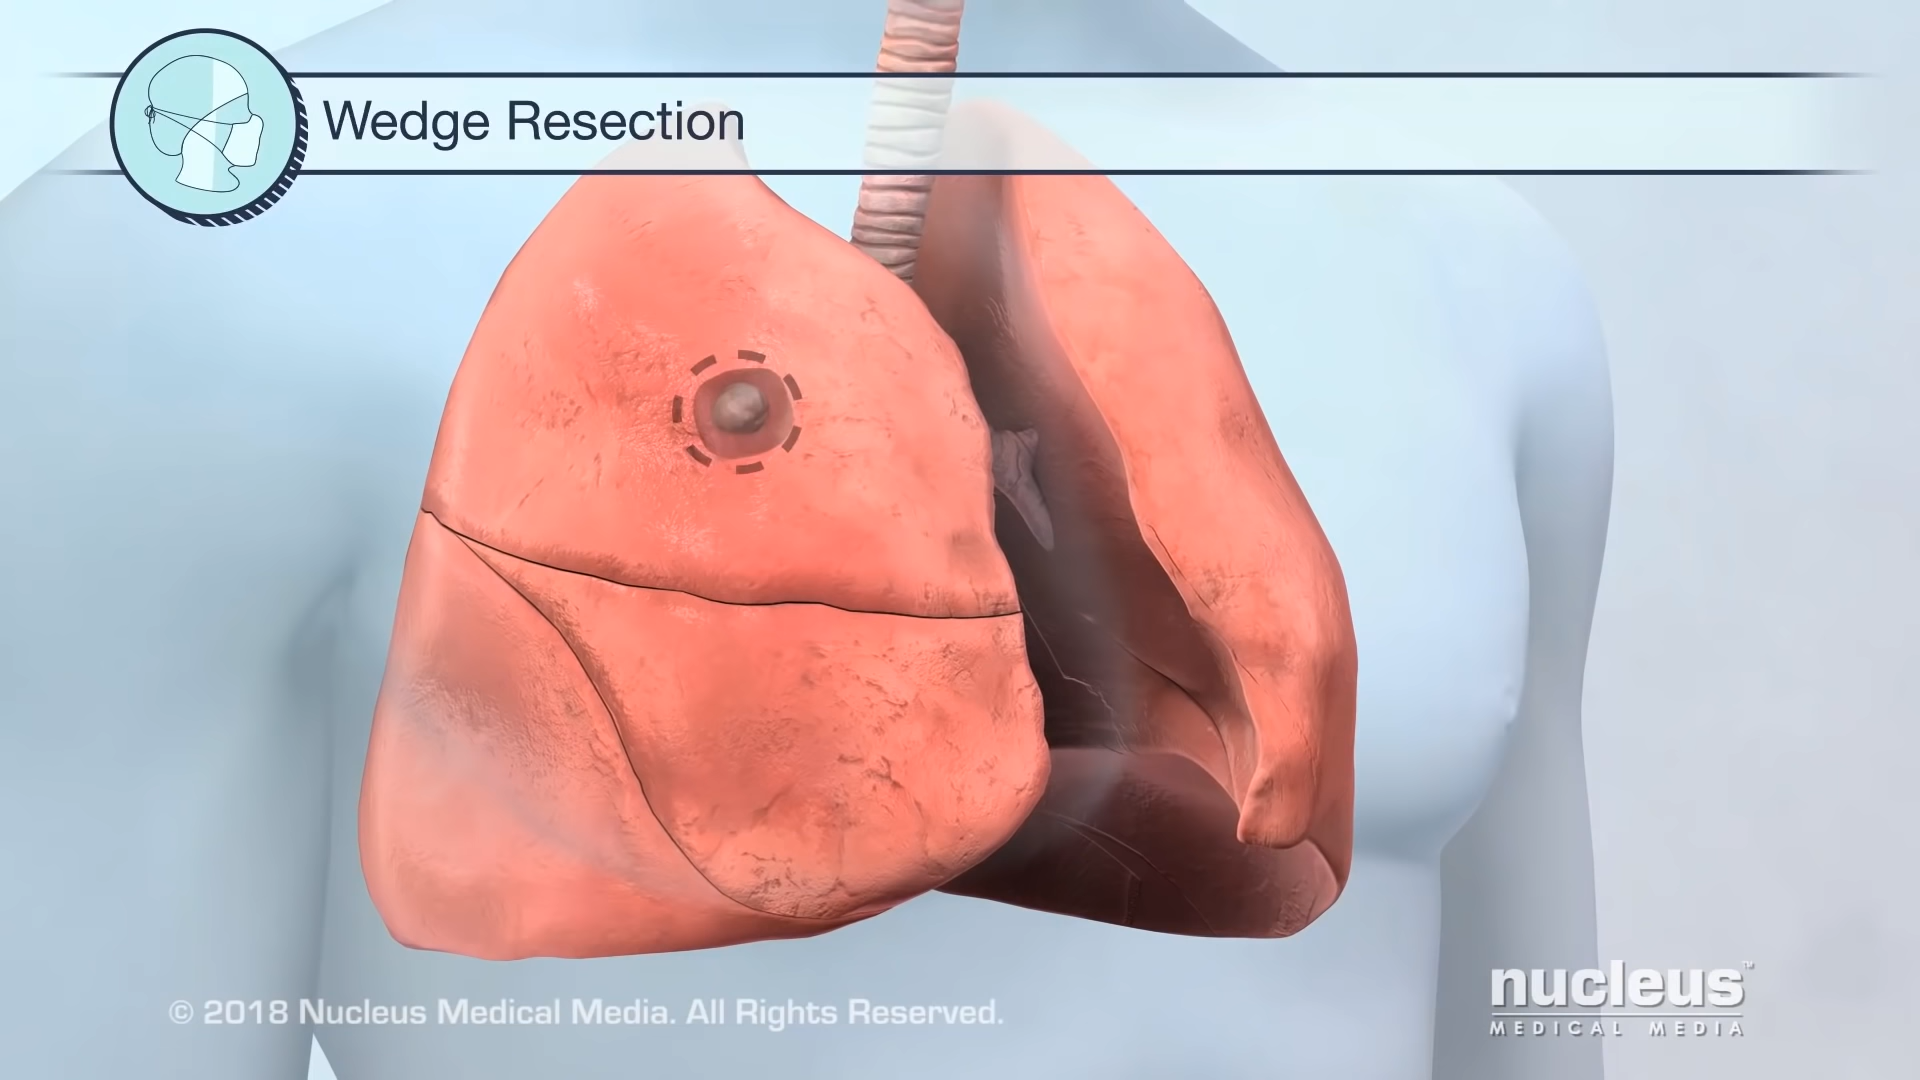 Wedge Resection
© 2018 Nucleus Medical Media. All Rights Reserved.
nucleus™
MEDICAL MEDIA